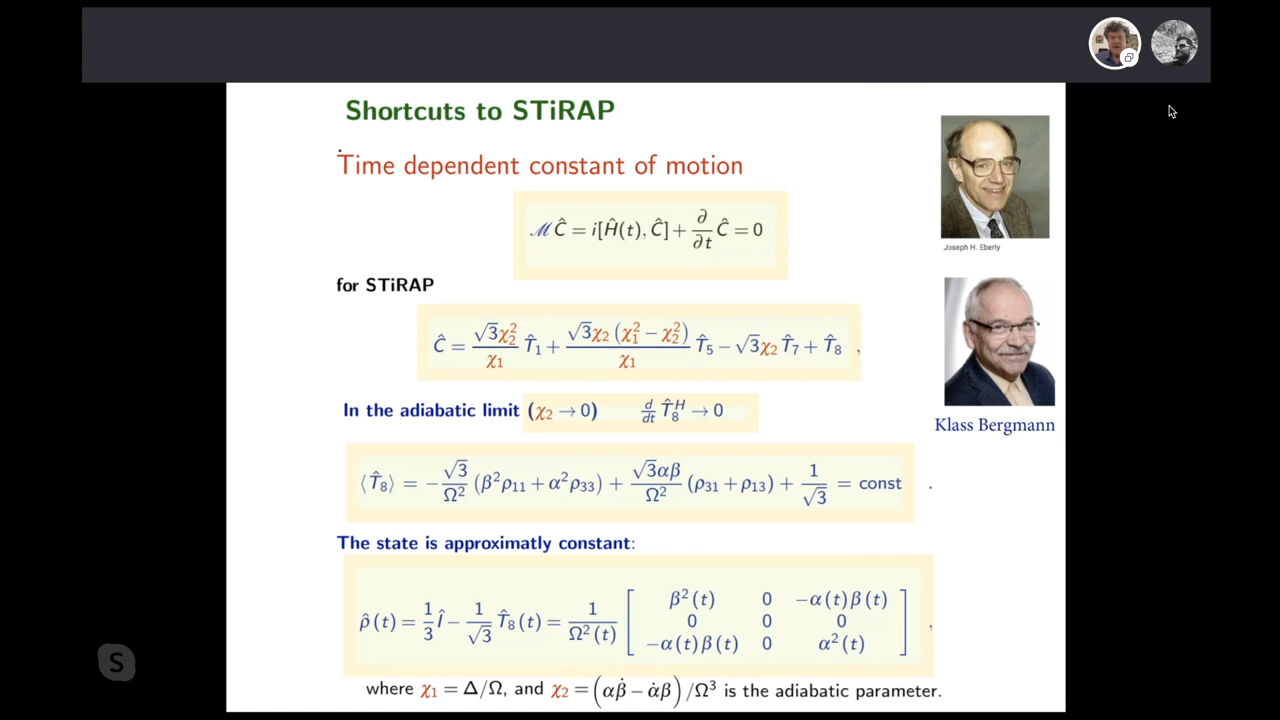 Shortcuts to STiRAP
Time dependent constant of motion
ℳĈ = i[Ĥ(t), Ĉ] + ∂/∂t Ĉ = 0
Joseph H. Eberly
for STiRAP
Ĉ = √3χ₂²/χ₁ T̂₁ + √3χ₂(χ₁² − χ₂²)/χ₁ T̂₅ − √3χ₂T̂₇ + T̂₈ ,
In the adiabatic limit (χ₂ → 0) d/dt T̂₈ᴴ → 0
Klass Bergmann
⟨T̂₈⟩ = −√3/Ω² (β²ρ₁₁ + α²ρ₃₃) + √3αβ/Ω² (ρ₃₁ + ρ₁₃) + 1/√3 = const .
The state is approximatly constant:
ρ̂(t) = 1/3 Î − 1/√3 T̂₈(t) = 1/Ω²(t) [ β²(t) 0 −α(t)β(t)
0 0 0
−α(t)β(t) 0 α²(t) ] ,
where χ₁ = Δ/Ω, and χ₂ = (αβ̇ − α̇β)/Ω³ is the adiabatic parameter.
S